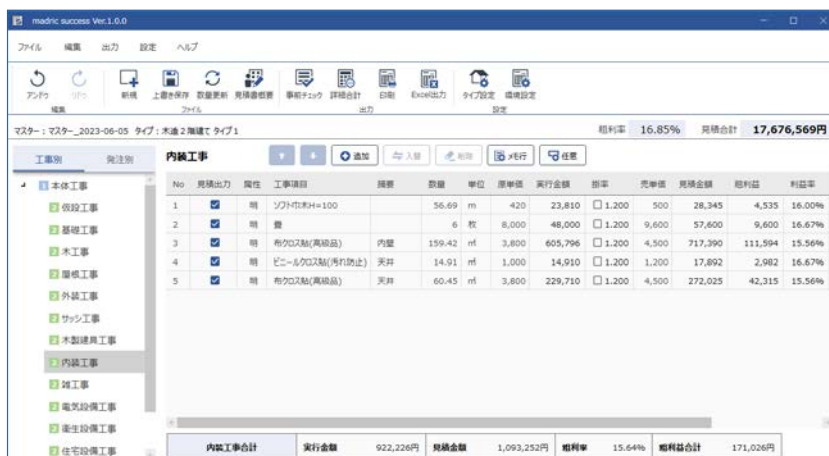 madric success Ver.1.0.0
ファイル 編集 出力 設定 ヘルプ
アンドゥ リドゥ 新規 上書き保存 数量更新 見積書概要 事前チェック 詳細合計 印刷 Excel出力 タイプ設定 環境設定
編集 ファイル 出力 設定
マスター：マスター_2023-06-05 タイプ：木造2階建て タイプ1 粗利率 16.85% 見積合計 17,676,569円
工事別 発注別 内装工事 追加 入替 削除 メモ行 任意
No 見積出力 属性 工事項目 摘要 数量 単位 原単価 実行金額 掛率 売単価 見積金額 粗利益 利益率
1 明 ソフト巾木H=100 56.69 m 420 23,810 1.200 500 28,345 4,535 16.00%
2 明 畳 6 枚 8,000 48,000 1.200 9,600 57,600 9,600 16.67%
3 明 布クロス貼(高級品) 内壁 159.42 ㎡ 3,800 605,796 1.200 4,500 717,390 111,594 15.56%
4 明 ビニールクロス貼(汚れ防止) 天井 14.91 ㎡ 1,000 14,910 1.200 1,200 17,892 2,982 16.67%
5 明 布クロス貼(高級品) 天井 60.45 ㎡ 3,800 229,710 1.200 4,500 272,025 42,315 15.56%
1 本体工事
2 仮設工事
2 基礎工事
2 木工事
2 屋根工事
2 外装工事
2 サッシ工事
2 木製建具工事
2 内装工事
2 雑工事
2 電気設備工事
2 衛生設備工事
2 住宅設備工事
内装工事合計 実行金額 922,226円 見積金額 1,093,252円 粗利率 15.64% 粗利益合計 171,026円